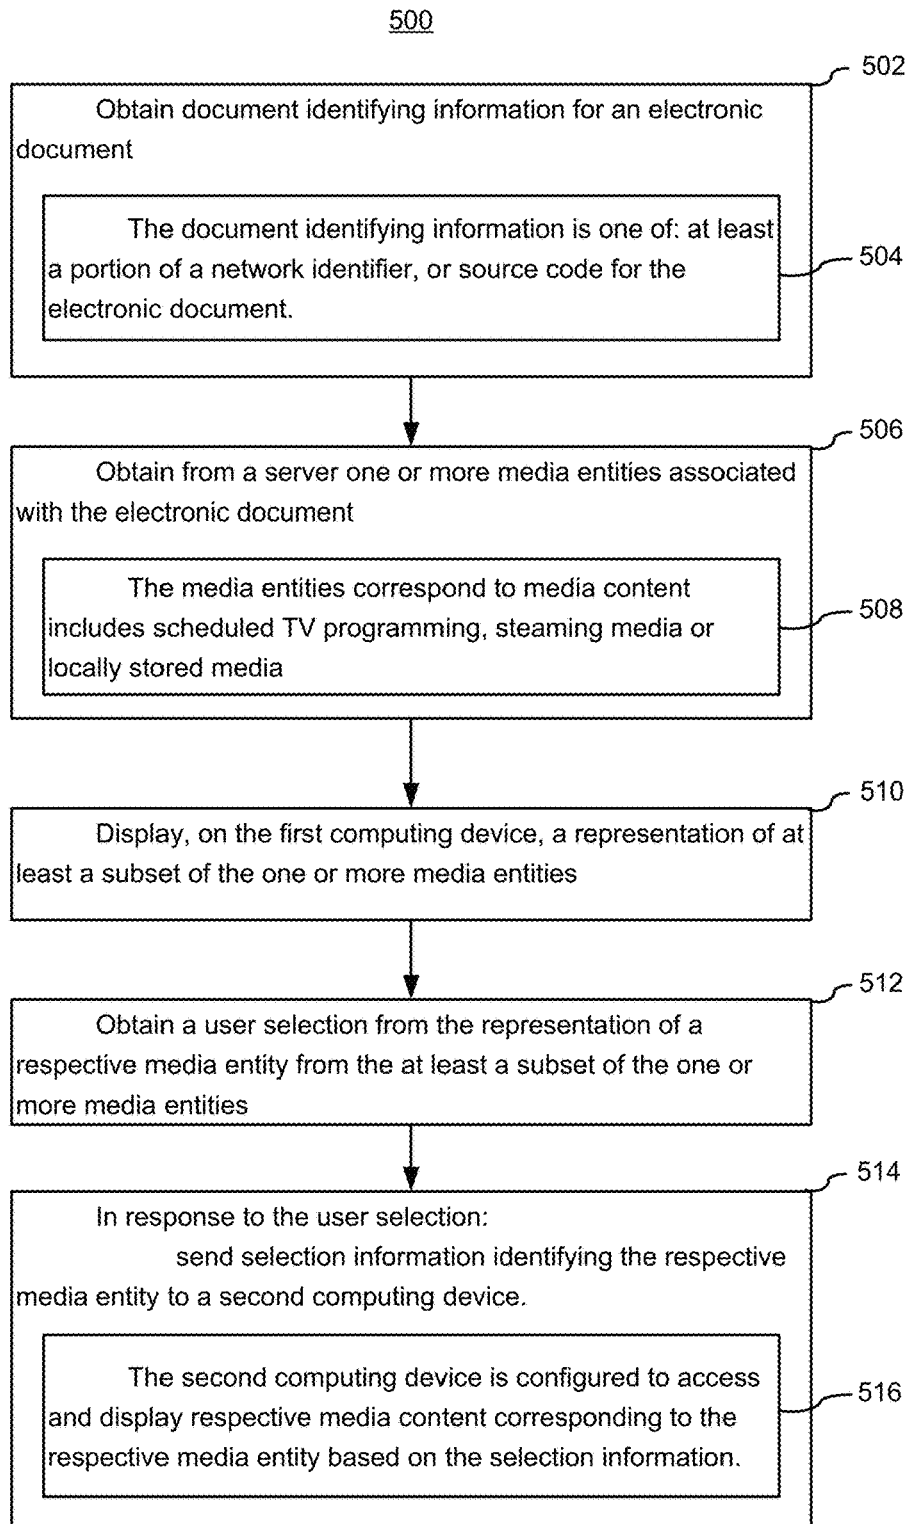 500
502
Obtain document identifying information for an electronic
document
The document identifying information is one of: at least
a portion of a network identifier, or source code for the
electronic document.
504
506
Obtain from a server one or more media entities associated
with the electronic document
The media entities correspond to media content
includes scheduled TV programming, steaming media or
locally stored media
508
510
Display, on the first computing device, a representation of at
least a subset of the one or more media entities
512
Obtain a user selection from the representation of a
respective media entity from the at least a subset of the one or
more media entities
514
In response to the user selection:
send selection information identifying the respective
media entity to a second computing device.
The second computing device is configured to access
and display respective media content corresponding to the
respective media entity based on the selection information.
516